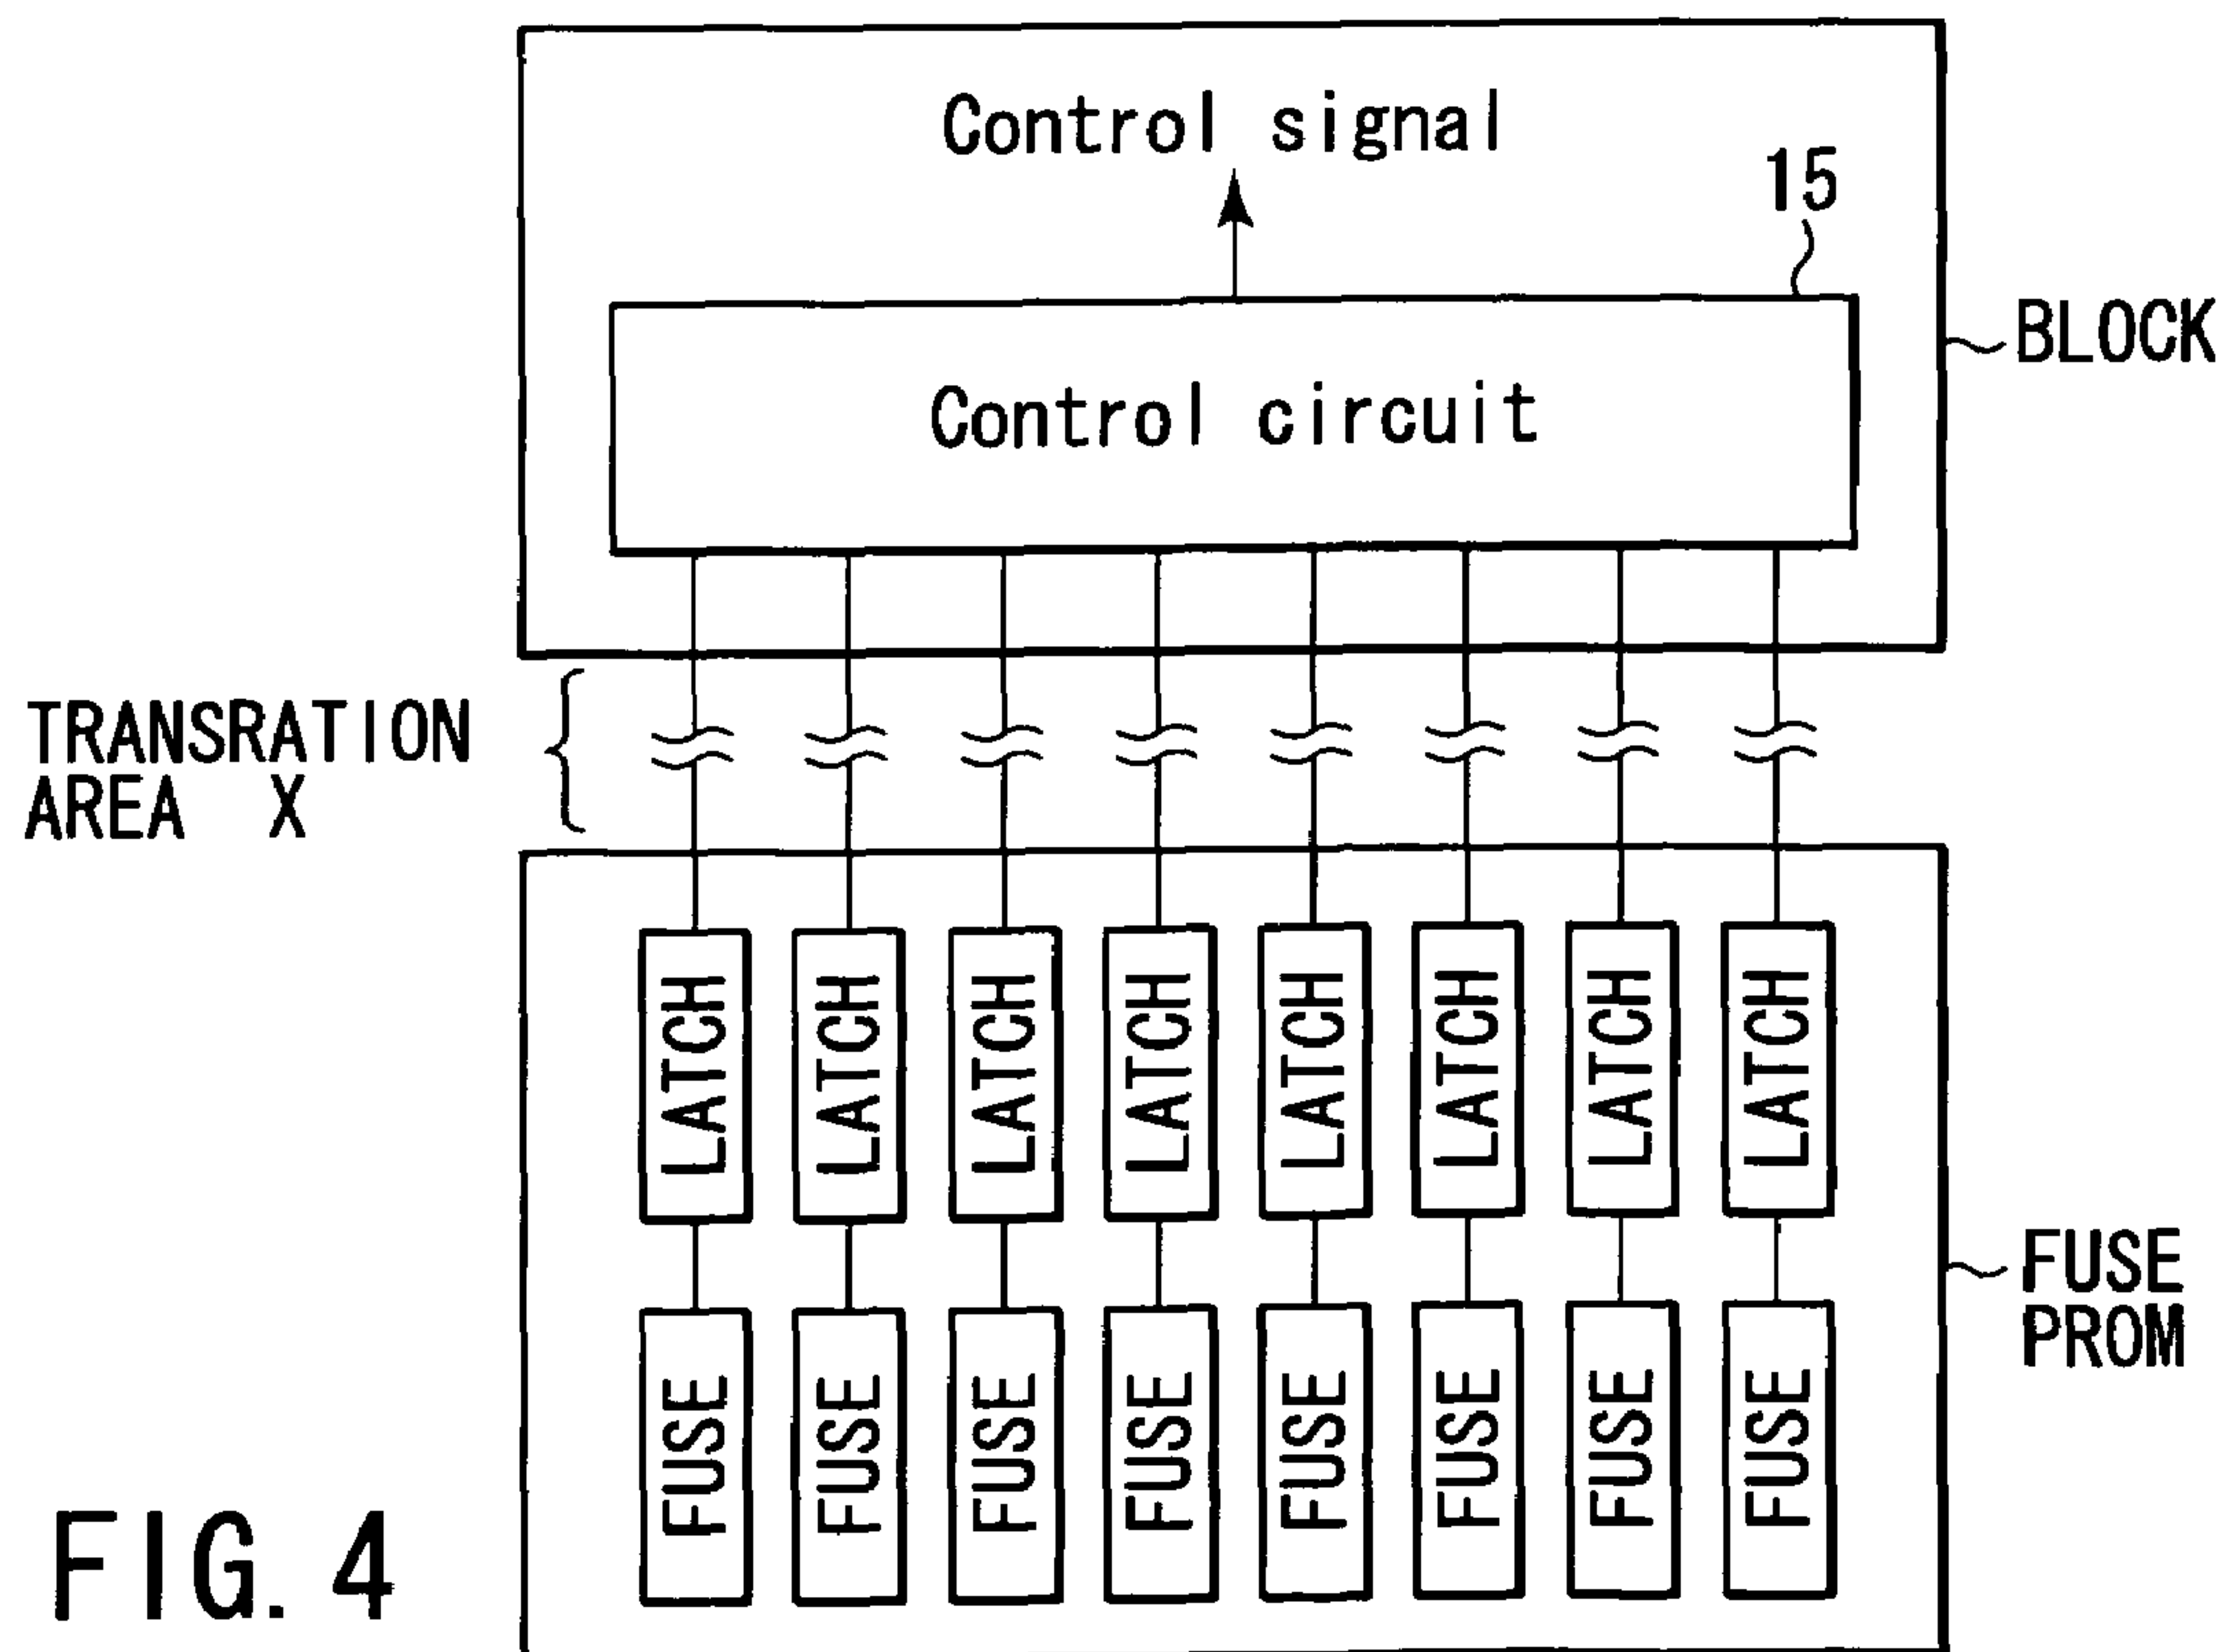 Control signal
15
BLOCK
Control circuit
TRANSRATION
AREA X
LATCH LATCH LATCH LATCH LATCH LATCH LATCH LATCH
FUSE
PROM
FUSE FUSE FUSE FUSE FUSE FUSE FUSE FUSE
FIG. 4